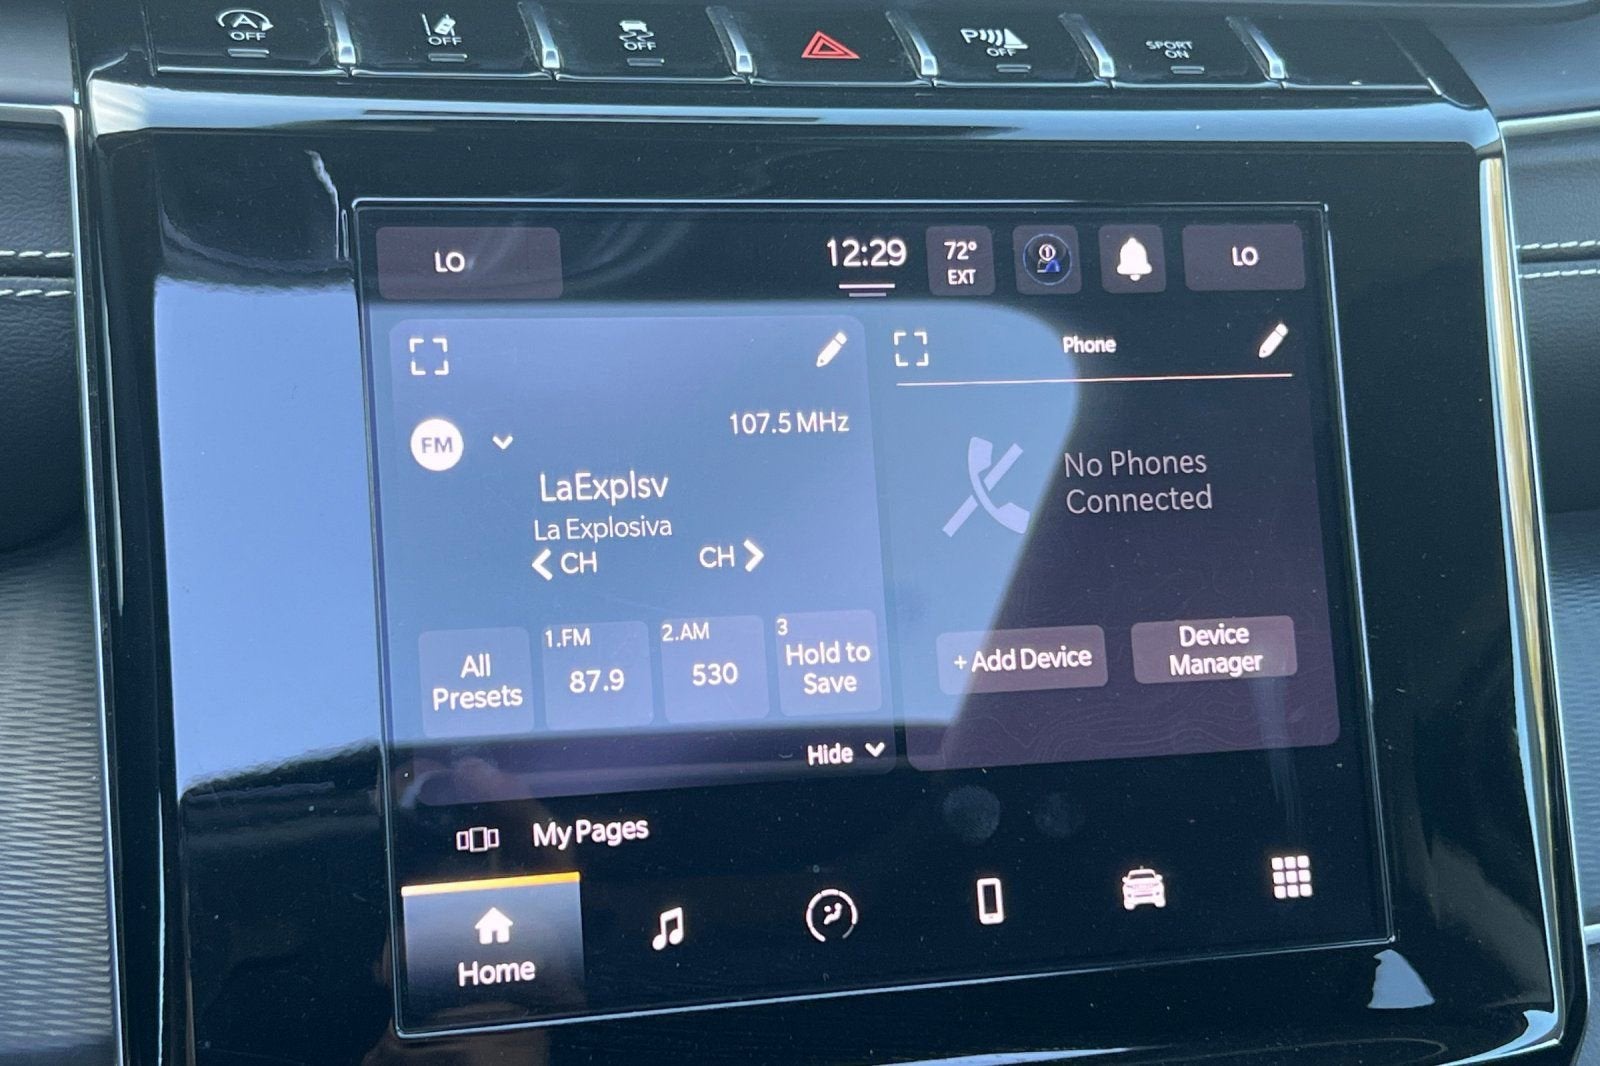 A
OFF
OFF
OFF
P
OFF
SPORT
ON
LO
12:29
72°
EXT
1
LO
Phone
107.5 MHz
FM
LaExplsv
La Explosiva
CH
CH
No Phones
Connected
All
Presets
1.FM
87.9
2.AM
530
3
Hold to
Save
+ Add Device
Device
Manager
Hide
My Pages
Home